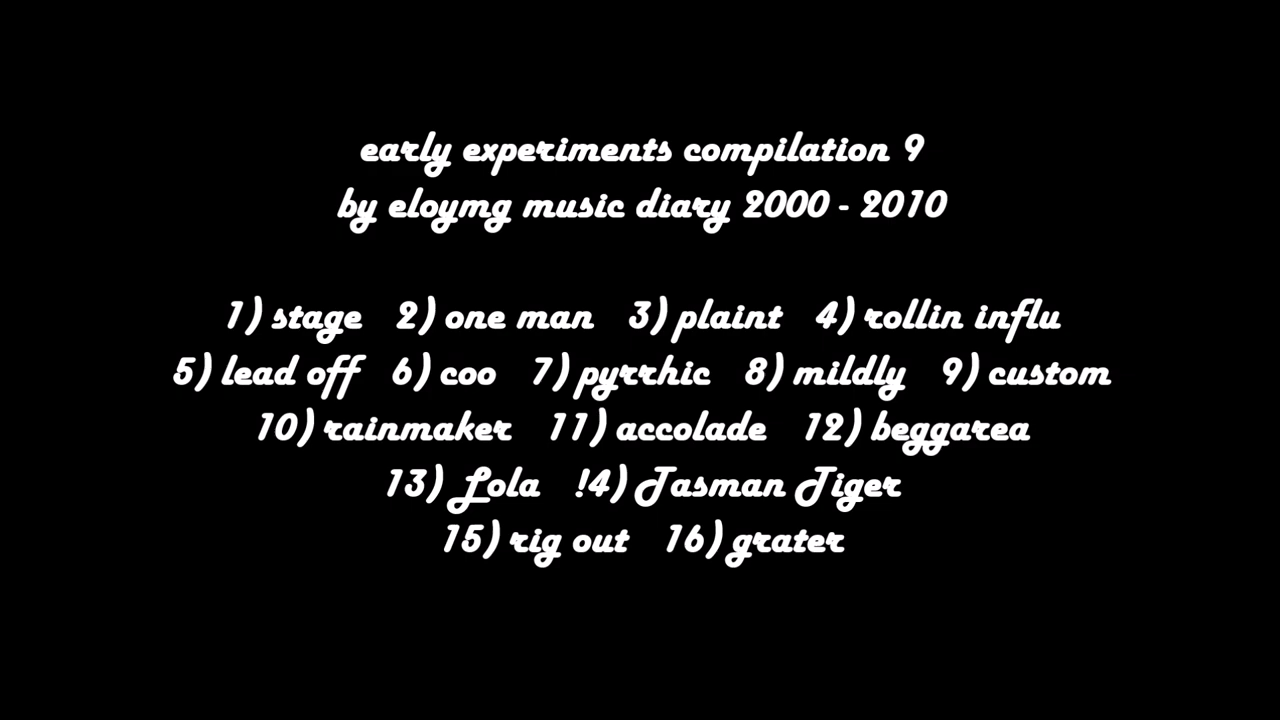 early experiments compilation 9
by eloymg music diary 2000 - 2010
1) stage 2) one man 3) plaint 4) rollin influ
5) lead off 6) coo 7) pyrrhic 8) mildly 9) custom
10) rainmaker 11) accolade 12) beggarea
13) Lola !4) Tasman Tiger
15) rig out 16) grater